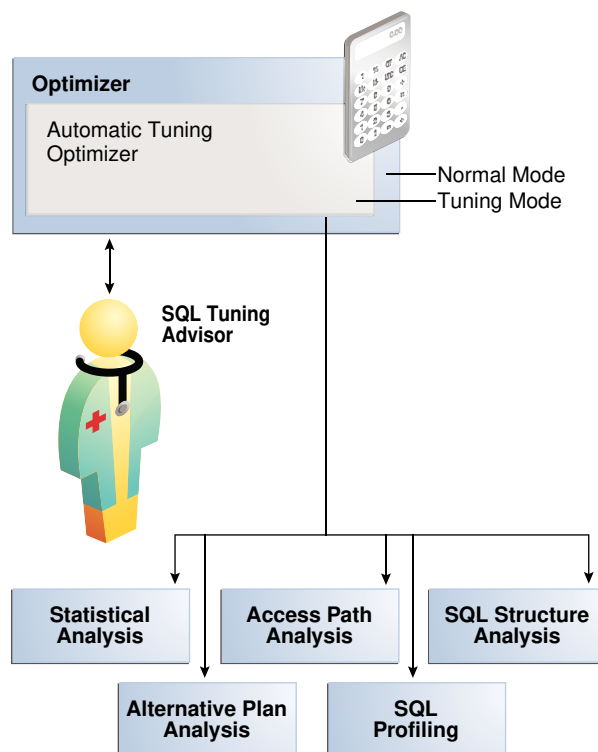 Optimizer
Automatic Tuning
Optimizer
Normal Mode
Tuning Mode
SQL Tuning
Advisor
Statistical
Analysis
Access Path
Analysis
SQL Structure
Analysis
Alternative Plan
Analysis
SQL
Profiling